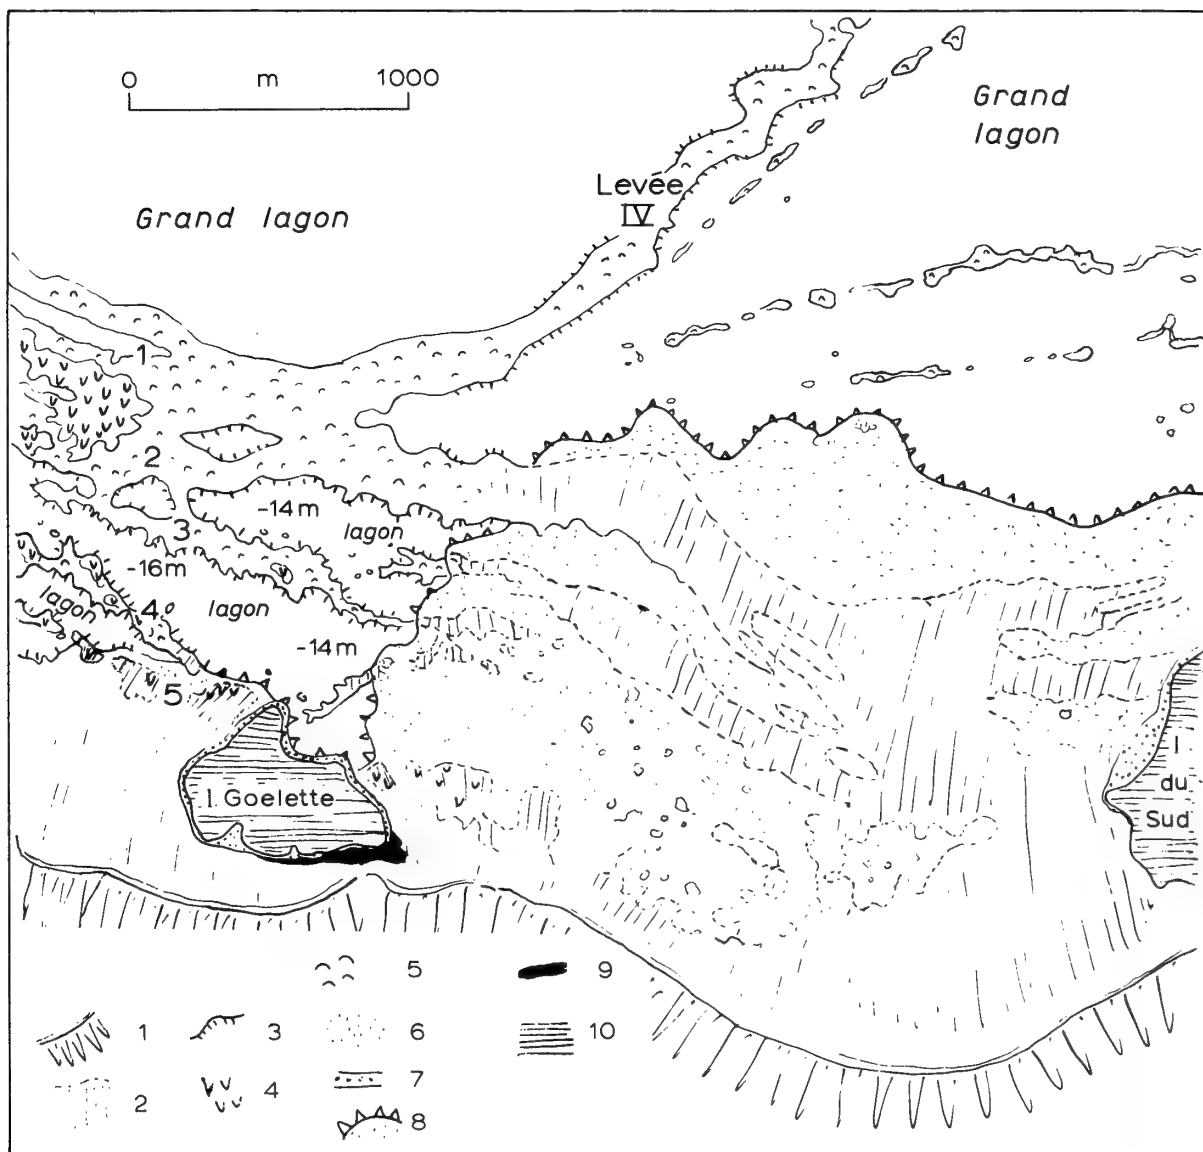 0 m 1000
Grand
lagon
Levée
IV
Grand lagon
1
2
-14m
lagon
3
-16m
lagon
lagon
4
-14m
5
I. Goelette
I
du
Sud
5
9
1
3
6
10
2
4
7
8